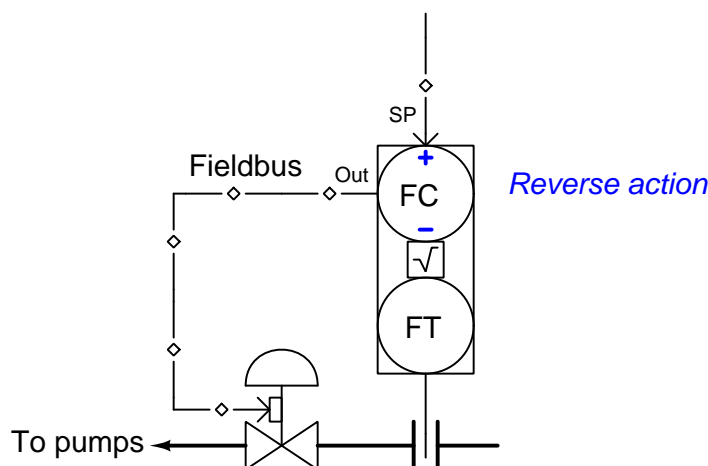 SP
+
Fieldbus
Out
FC
Reverse action
−
√
FT
To pumps